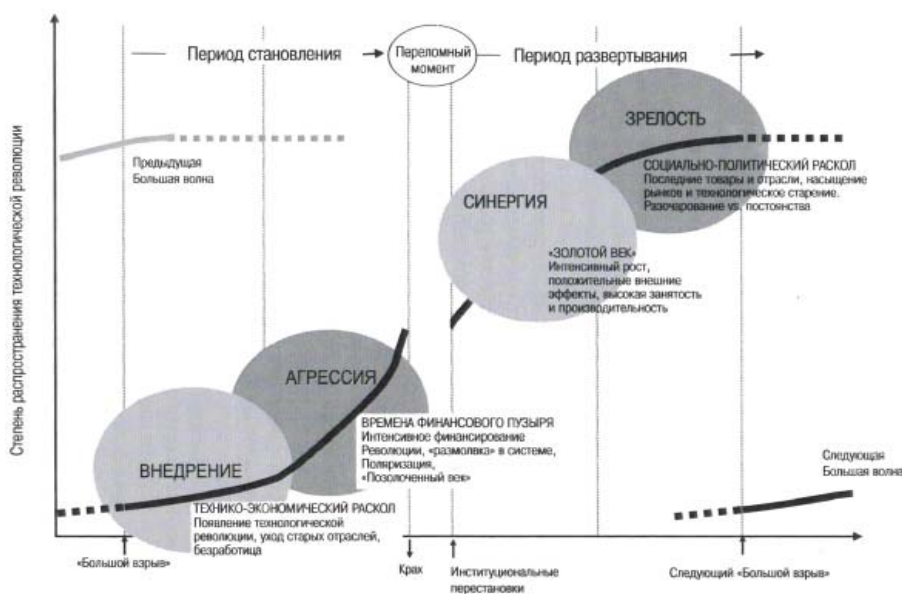 Период становления
Переломный
момент
Период развертывания
Степень распространения технологической революции
Предыдущая
Большая волна
ЗРЕЛОСТЬ
СОЦИАЛЬНО-ПОЛИТИЧЕСКИЙ РАСКОЛ
Последние товары и отрасли, насыщение
рынков и технологическое старение.
Разочарование vs. постоянства
СИНЕРГИЯ
«ЗОЛОТОЙ ВЕК»
Интенсивный рост,
положительные внешние
эффекты, высокая занятость
и производительность
АГРЕССИЯ
ВРЕМЕНА ФИНАНСОВОГО ПУЗЫРЯ
Интенсивное финансирование
Революции, «размолвка» в системе,
Поляризация,
«Позолоченный век»
ВНЕДРЕНИЕ
ТЕХНИКО-ЭКОНОМИЧЕСКИЙ РАСКОЛ
Появление технологической
революции, уход старых отраслей,
безработица
Следующая
Большая волна
«Большой взрыв»
Крах
Институциональные
перестановки
Следующий «Большой взрыв»